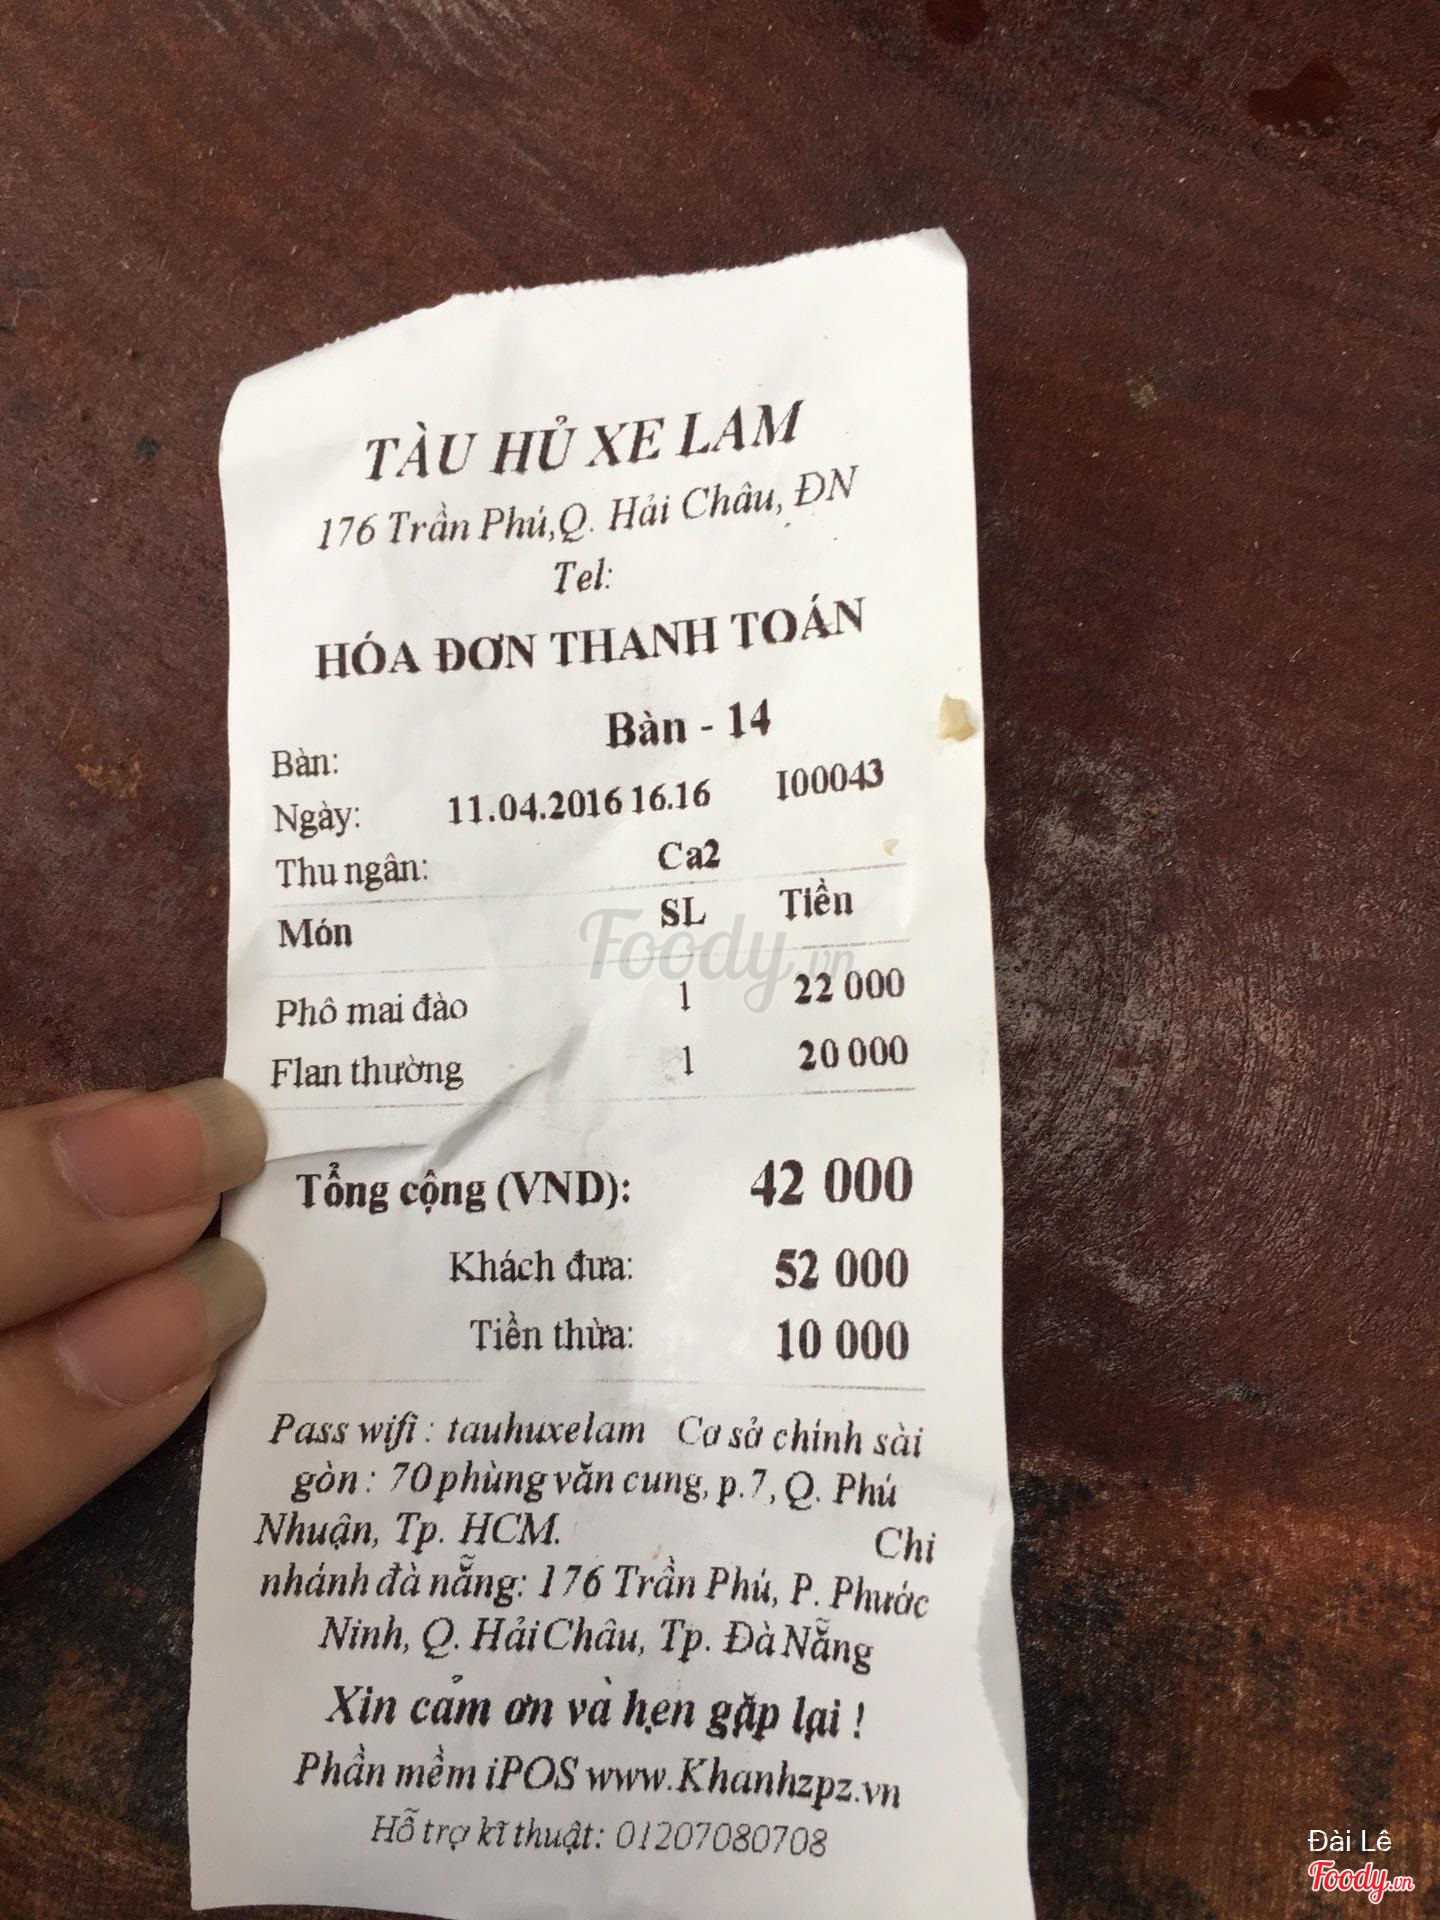 TÀU HỦ XE LAM
176 Trần Phú,Q. Hải Châu, ĐN
Tel:
HÓA ĐƠN THANH TOÁN
Bàn: Bàn - 14
Ngày: 11.04.2016 16.16 I00043
Thu ngân: Ca2
Món SL Tiền
Phô mai đào 1 22 000
Flan thường 1 20 000
Tổng cộng (VND): 42 000
Khách đưa: 52 000
Tiền thừa: 10 000
Pass wifi : tauhuxelam Cơ sở chính sài
gòn : 70 phùng văn cung, p.7, Q. Phú
Nhuận, Tp. HCM. Chi
nhánh đà nẵng: 176 Trần Phú, P. Phước
Ninh, Q. Hải Châu, Tp. Đà Nẵng
Xin cảm ơn và hẹn gặp lại !
Phần mềm iPOS www.Khanhzpz.vn
Hỗ trợ kĩ thuật: 01207080708
Foody.vn
Đài Lê
Foody.vn